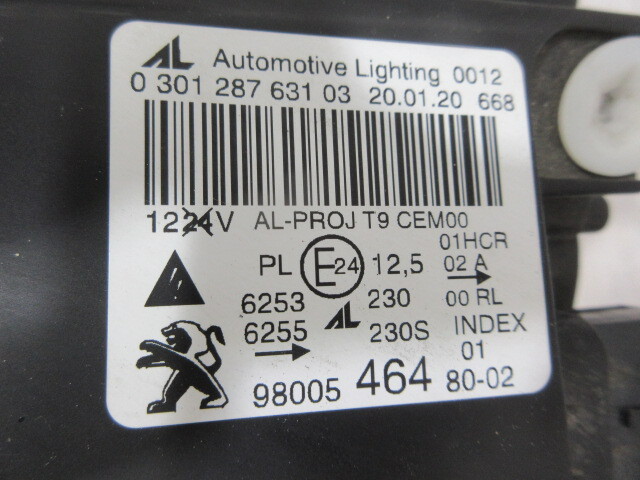 AL Automotive Lighting 0012
0 301 287 631 03 20.01.20 668
1224V AL-PROJ T9 CEM00
01HCR
PL E24 12,5 02 A
6253 230 00 RL
6255 AL 230S INDEX
01
98005 464 80-02